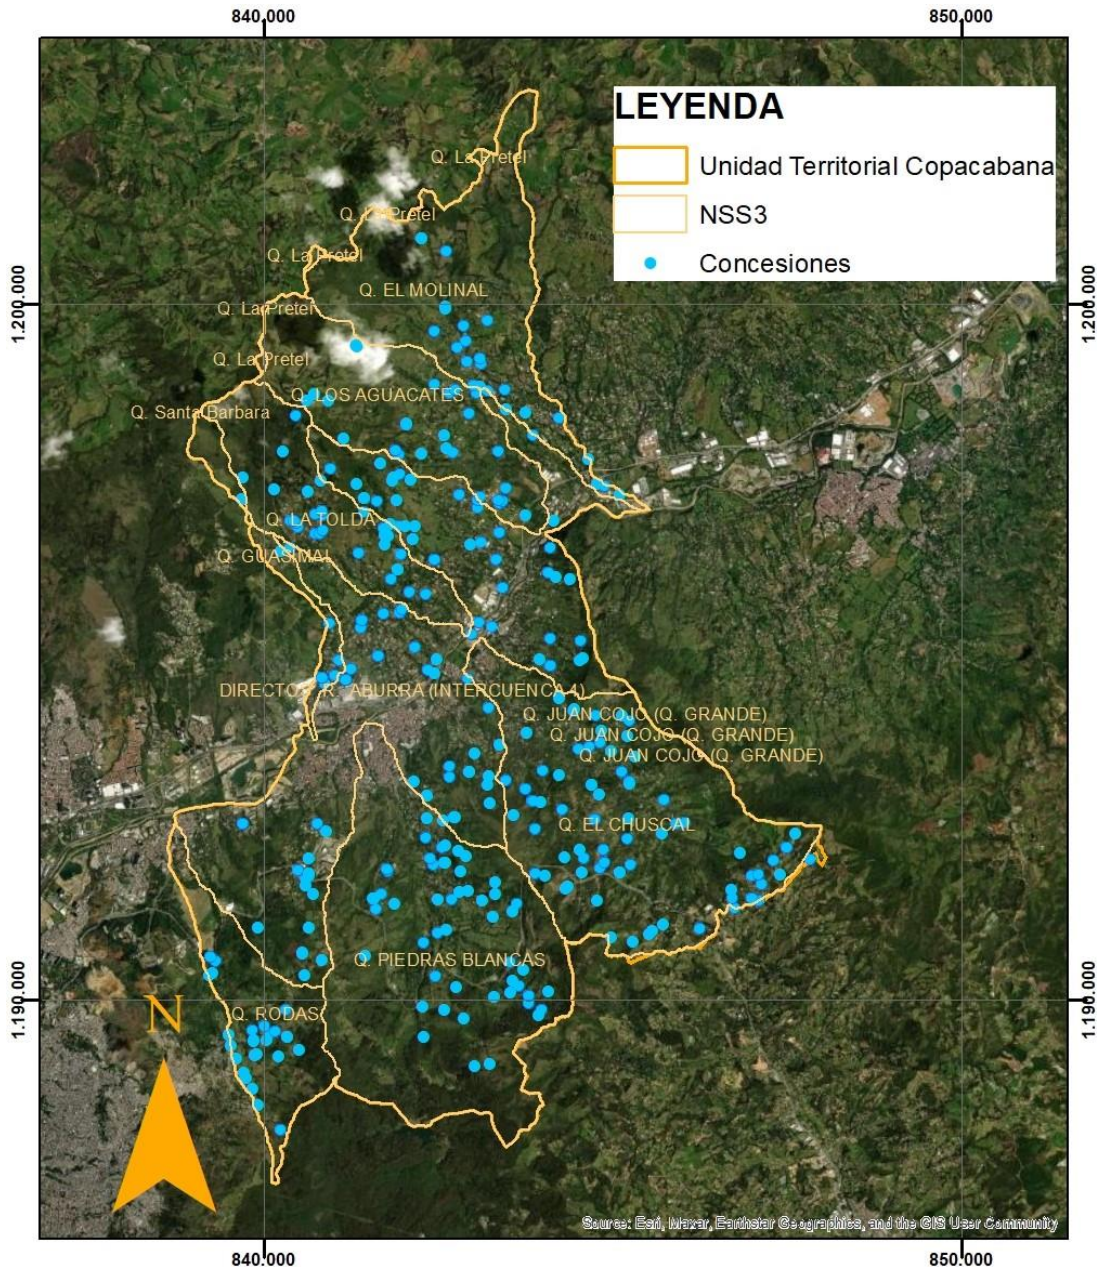 840.000
850.000
LEYENDA
Unidad Territorial Copacabana
NSS3
Concesiones
Q. La Pretel
Q. La Pretel
Q. La Pretel
1.200.000
1.200.000
Q. EL MOLINAL
Q. La Pretel
Q. La Pretel
Q. LOS AGUACATES
Q. Santa Barbara
Q. LA TOLDA
Q. GUASIMAL
ABURRA (INTERCUENCA 4)
Q. JUAN COJO (Q. GRANDE)
Q. JUAN COJO (Q. GRANDE)
Q. JUAN COJO (Q. GRANDE)
Q. EL CHUSCAL
Q. PIEDRAS BLANCAS
1.190.000
1.190.000
N
Q. RODAS
Source: Esri, Maxar, Earthstar Geographics, and the GIS User Community
840.000
850.000